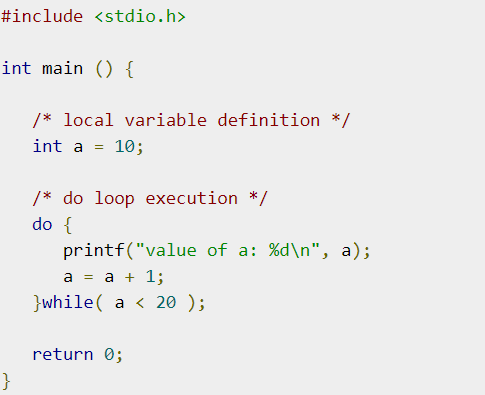 #include <stdio.h>
int main () {
/* local variable definition */
int a = 10;
/* do loop execution */
do {
printf("value of a: %d\n", a);
a = a + 1;
}while( a < 20 );
return 0;
}